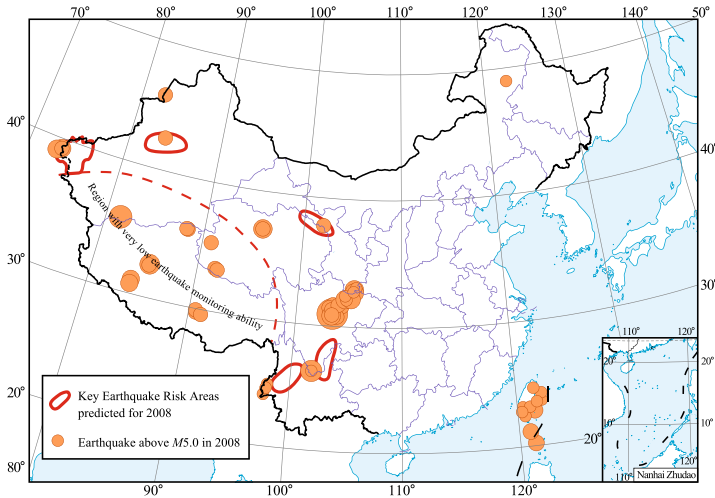 70° 80° 90° 100° 110° 120° 130° 140° 50°
40°
40°
30°
30°
20°
20°
80°
90° 100° 110° 120°
Region with very low earthquake monitoring ability
Key Earthquake Risk Areas
predicted for 2008
Earthquake above M5.0 in 2008
110° 120°
20° 20°
10° 10°
110° 120°
Nanhai Zhudao